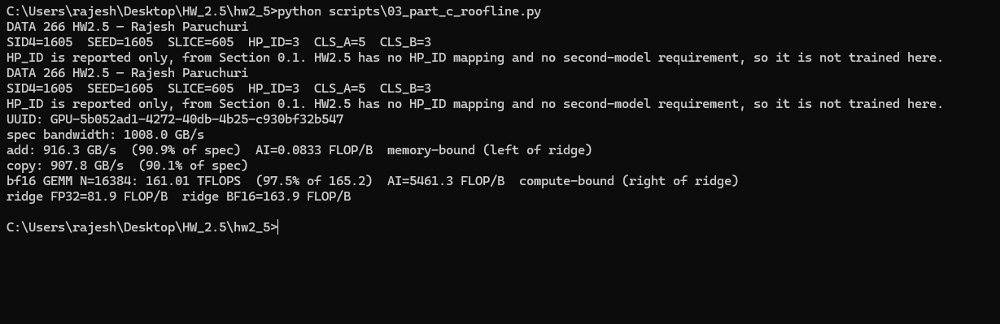 C:\Users\rajesh\Desktop\HW_2.5\hw2_5>python scripts\03_part_c_roofline.py
DATA 266 HW2.5 — Rajesh Paruchuri
SID4=1605  SEED=1605  SLICE=605  HP_ID=3  CLS_A=5  CLS_B=3
HP_ID is reported only, from Section 0.1. HW2.5 has no HP_ID mapping and no second-model requirement, so it is not trained here.
DATA 266 HW2.5 — Rajesh Paruchuri
SID4=1605  SEED=1605  SLICE=605  HP_ID=3  CLS_A=5  CLS_B=3
HP_ID is reported only, from Section 0.1. HW2.5 has no HP_ID mapping and no second-model requirement, so it is not trained here.
UUID: GPU-5b052ad1-4272-40db-4b25-c930bf32b547
spec bandwidth: 1008.0 GB/s
add: 916.3 GB/s  (90.9% of spec)  AI=0.0833 FLOP/B  memory-bound (left of ridge)
copy: 907.8 GB/s  (90.1% of spec)
bf16 GEMM N=16384: 161.01 TFLOPS  (97.5% of 165.2)  AI=5461.3 FLOP/B  compute-bound (right of ridge)
ridge FP32=81.9 FLOP/B  ridge BF16=163.9 FLOP/B
C:\Users\rajesh\Desktop\HW_2.5\hw2_5>